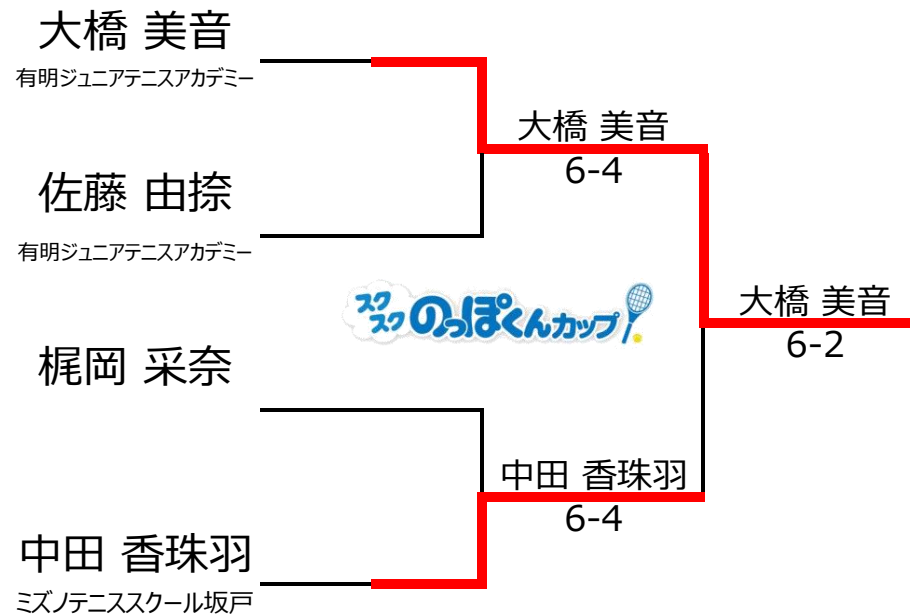 大橋 美音
有明ジュニアテニスアカデミー
大橋 美音
6-4
佐藤 由捺
有明ジュニアテニスアカデミー
スクスク のっぽくんカップ
大橋 美音
6-2
梶岡 采奈
中田 香珠羽
6-4
中田 香珠羽
ミズノテニススクール坂戸